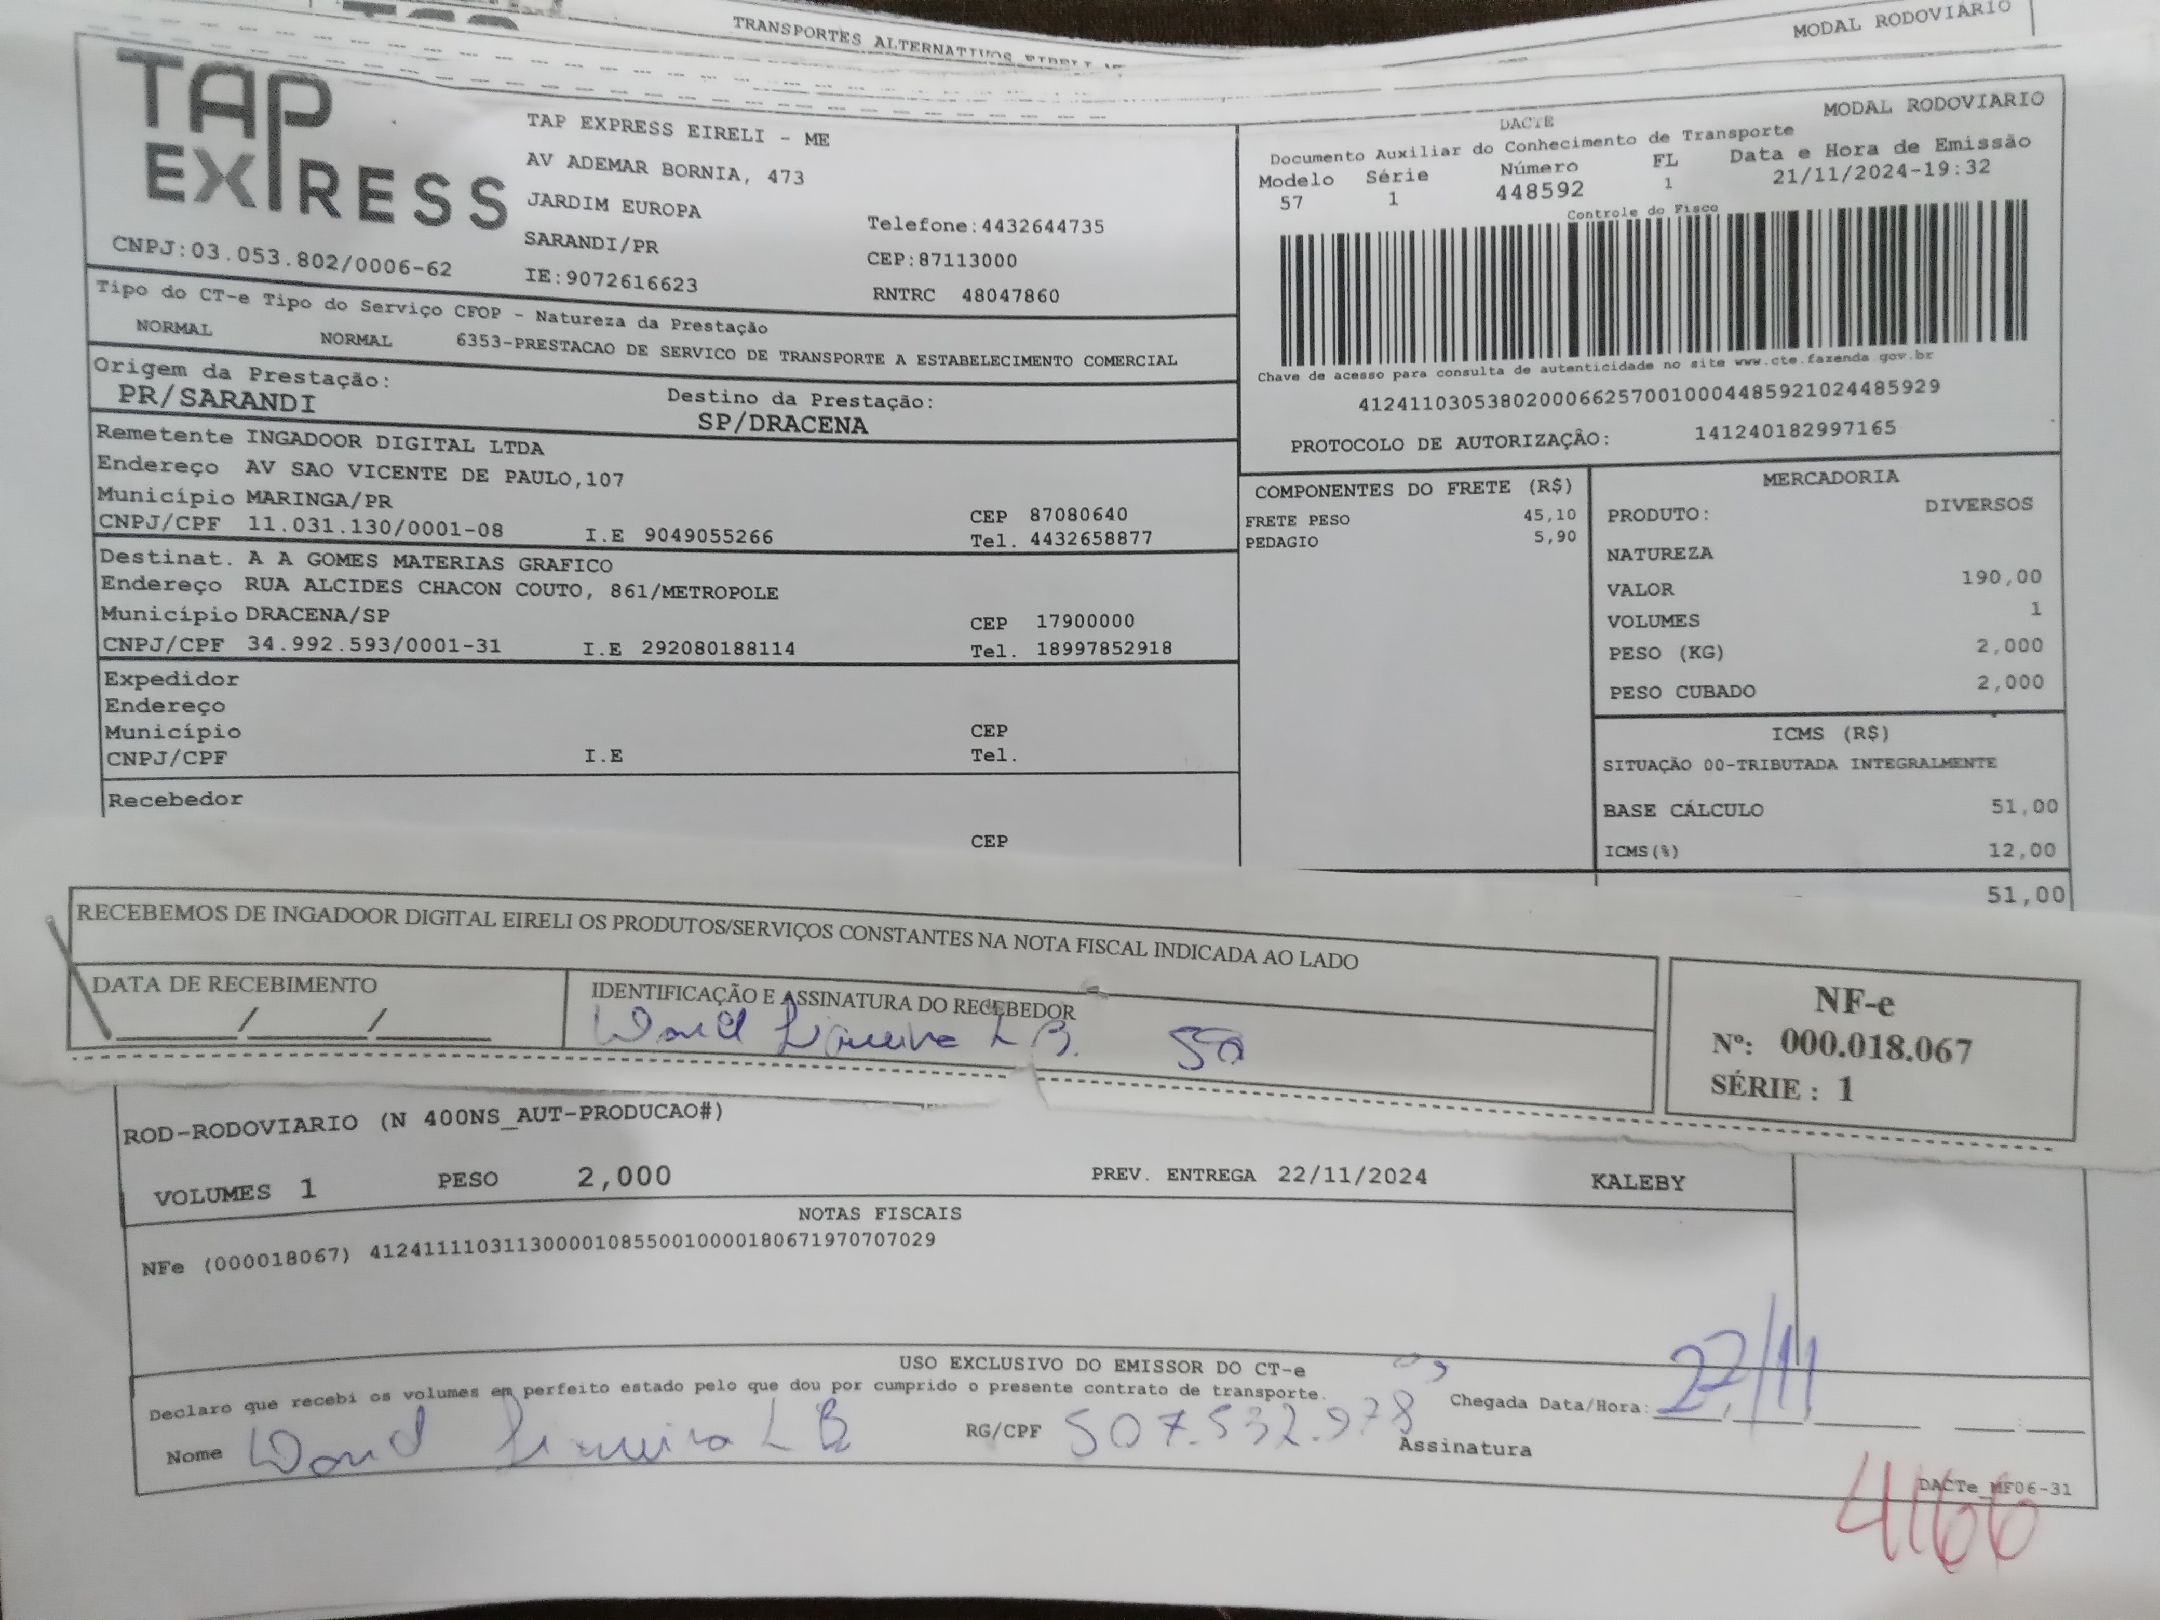 TRANSPORTES ALTERNATIVOS EIRELI
MODAL RODOVIÁRIO
TAP EXPRESS
CNPJ:03.053.802/0006-62
TAP EXPRESS EIRELI - ME
AV ADEMAR BORNIA, 473
JARDIM EUROPA
SARANDI/PR
IE:9072616623
Telefone:4432644735
CEP:87113000
RNTRC 48047860
DACTE
MODAL RODOVIARIO
Documento Auxiliar do Conhecimento de Transporte
Modelo Série Número FL Data e Hora de Emissão
57 1 448592 1 21/11/2024-19:32
Controle do Fisco
Chave de acesso para consulta de autenticidade no site www.cte.fazenda.gov.br
41241103053802000662570010004485921024485929
PROTOCOLO DE AUTORIZAÇÃO: 141240182997165
Tipo do CT-e Tipo do Serviço CFOP - Natureza da Prestação
NORMAL NORMAL 6353-PRESTACAO DE SERVICO DE TRANSPORTE A ESTABELECIMENTO COMERCIAL
Origem da Prestação:
PR/SARANDI
Destino da Prestação:
SP/DRACENA
Remetente INGADOOR DIGITAL LTDA
Endereço AV SAO VICENTE DE PAULO,107
Município MARINGA/PR CEP 87080640
CNPJ/CPF 11.031.130/0001-08 I.E 9049055266 Tel. 4432658877
Destinat. A A GOMES MATERIAS GRAFICO
Endereço RUA ALCIDES CHACON COUTO, 861/METROPOLE
Município DRACENA/SP CEP 17900000
CNPJ/CPF 34.992.593/0001-31 I.E 292080188114 Tel. 18997852918
Expedidor
Endereço
Município CEP
CNPJ/CPF I.E Tel.
Recebedor
CEP
COMPONENTES DO FRETE (R$)
FRETE PESO 45,10
PEDAGIO 5,90
MERCADORIA
PRODUTO: DIVERSOS
NATUREZA
VALOR 190,00
VOLUMES 1
PESO (KG) 2,000
PESO CUBADO 2,000
ICMS (R$)
SITUAÇÃO 00-TRIBUTADA INTEGRALMENTE
BASE CÁLCULO 51,00
ICMS(%) 12,00
51,00
RECEBEMOS DE INGADOOR DIGITAL EIRELI OS PRODUTOS/SERVIÇOS CONSTANTES NA NOTA FISCAL INDICADA AO LADO
DATA DE RECEBIMENTO
___/___/___
IDENTIFICAÇÃO E ASSINATURA DO RECEBEDOR
L B.
NF-e
Nº: 000.018.067
SÉRIE : 1
ROD-RODOVIARIO (N 400NS_AUT-PRODUCAO#)
VOLUMES 1 PESO 2,000 PREV. ENTREGA 22/11/2024 KALEBY
NOTAS FISCAIS
NFe (000018067) 41241111031130000108550010000180671970707029
USO EXCLUSIVO DO EMISSOR DO CT-e
Declaro que recebi os volumes em perfeito estado pelo que dou por cumprido o presente contrato de transporte.
Chegada Data/Hora: 22/11
Nome L B RG/CPF 507.532.978 Assinatura
DACTe_MF06-31
4166